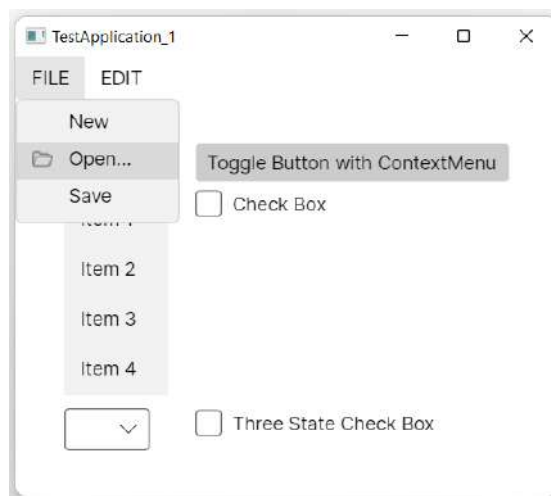 TestApplication_1
FILE EDIT
New
Open...
Save
Toggle Button with ContextMenu
Check Box
Item 2
Item 3
Item 4
Three State Check Box